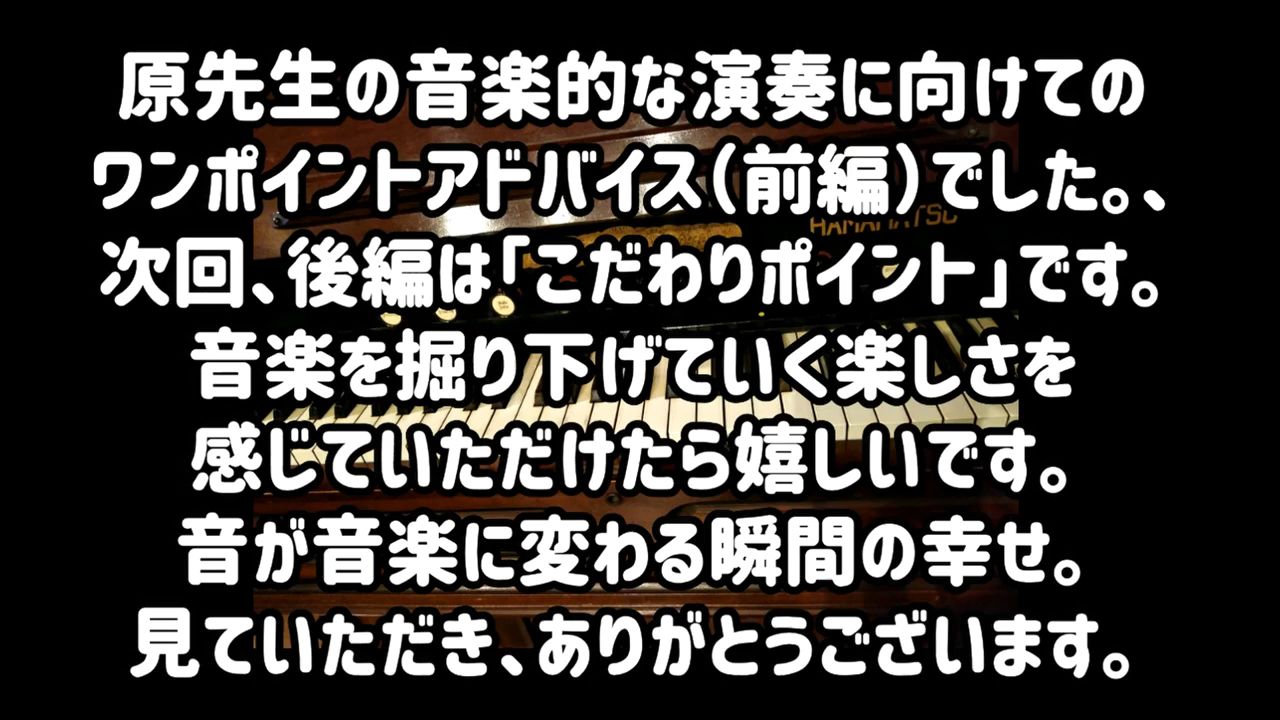 原先生の音楽的な演奏に向けての
ワンポイントアドバイス(前編)でした。、
HAMAMATSU
次回、後編は「こだわりポイント」です。
音楽を掘り下げていく楽しさを
感じていただけたら嬉しいです。
音が音楽に変わる瞬間の幸せ。
見ていただき、ありがとうございます。